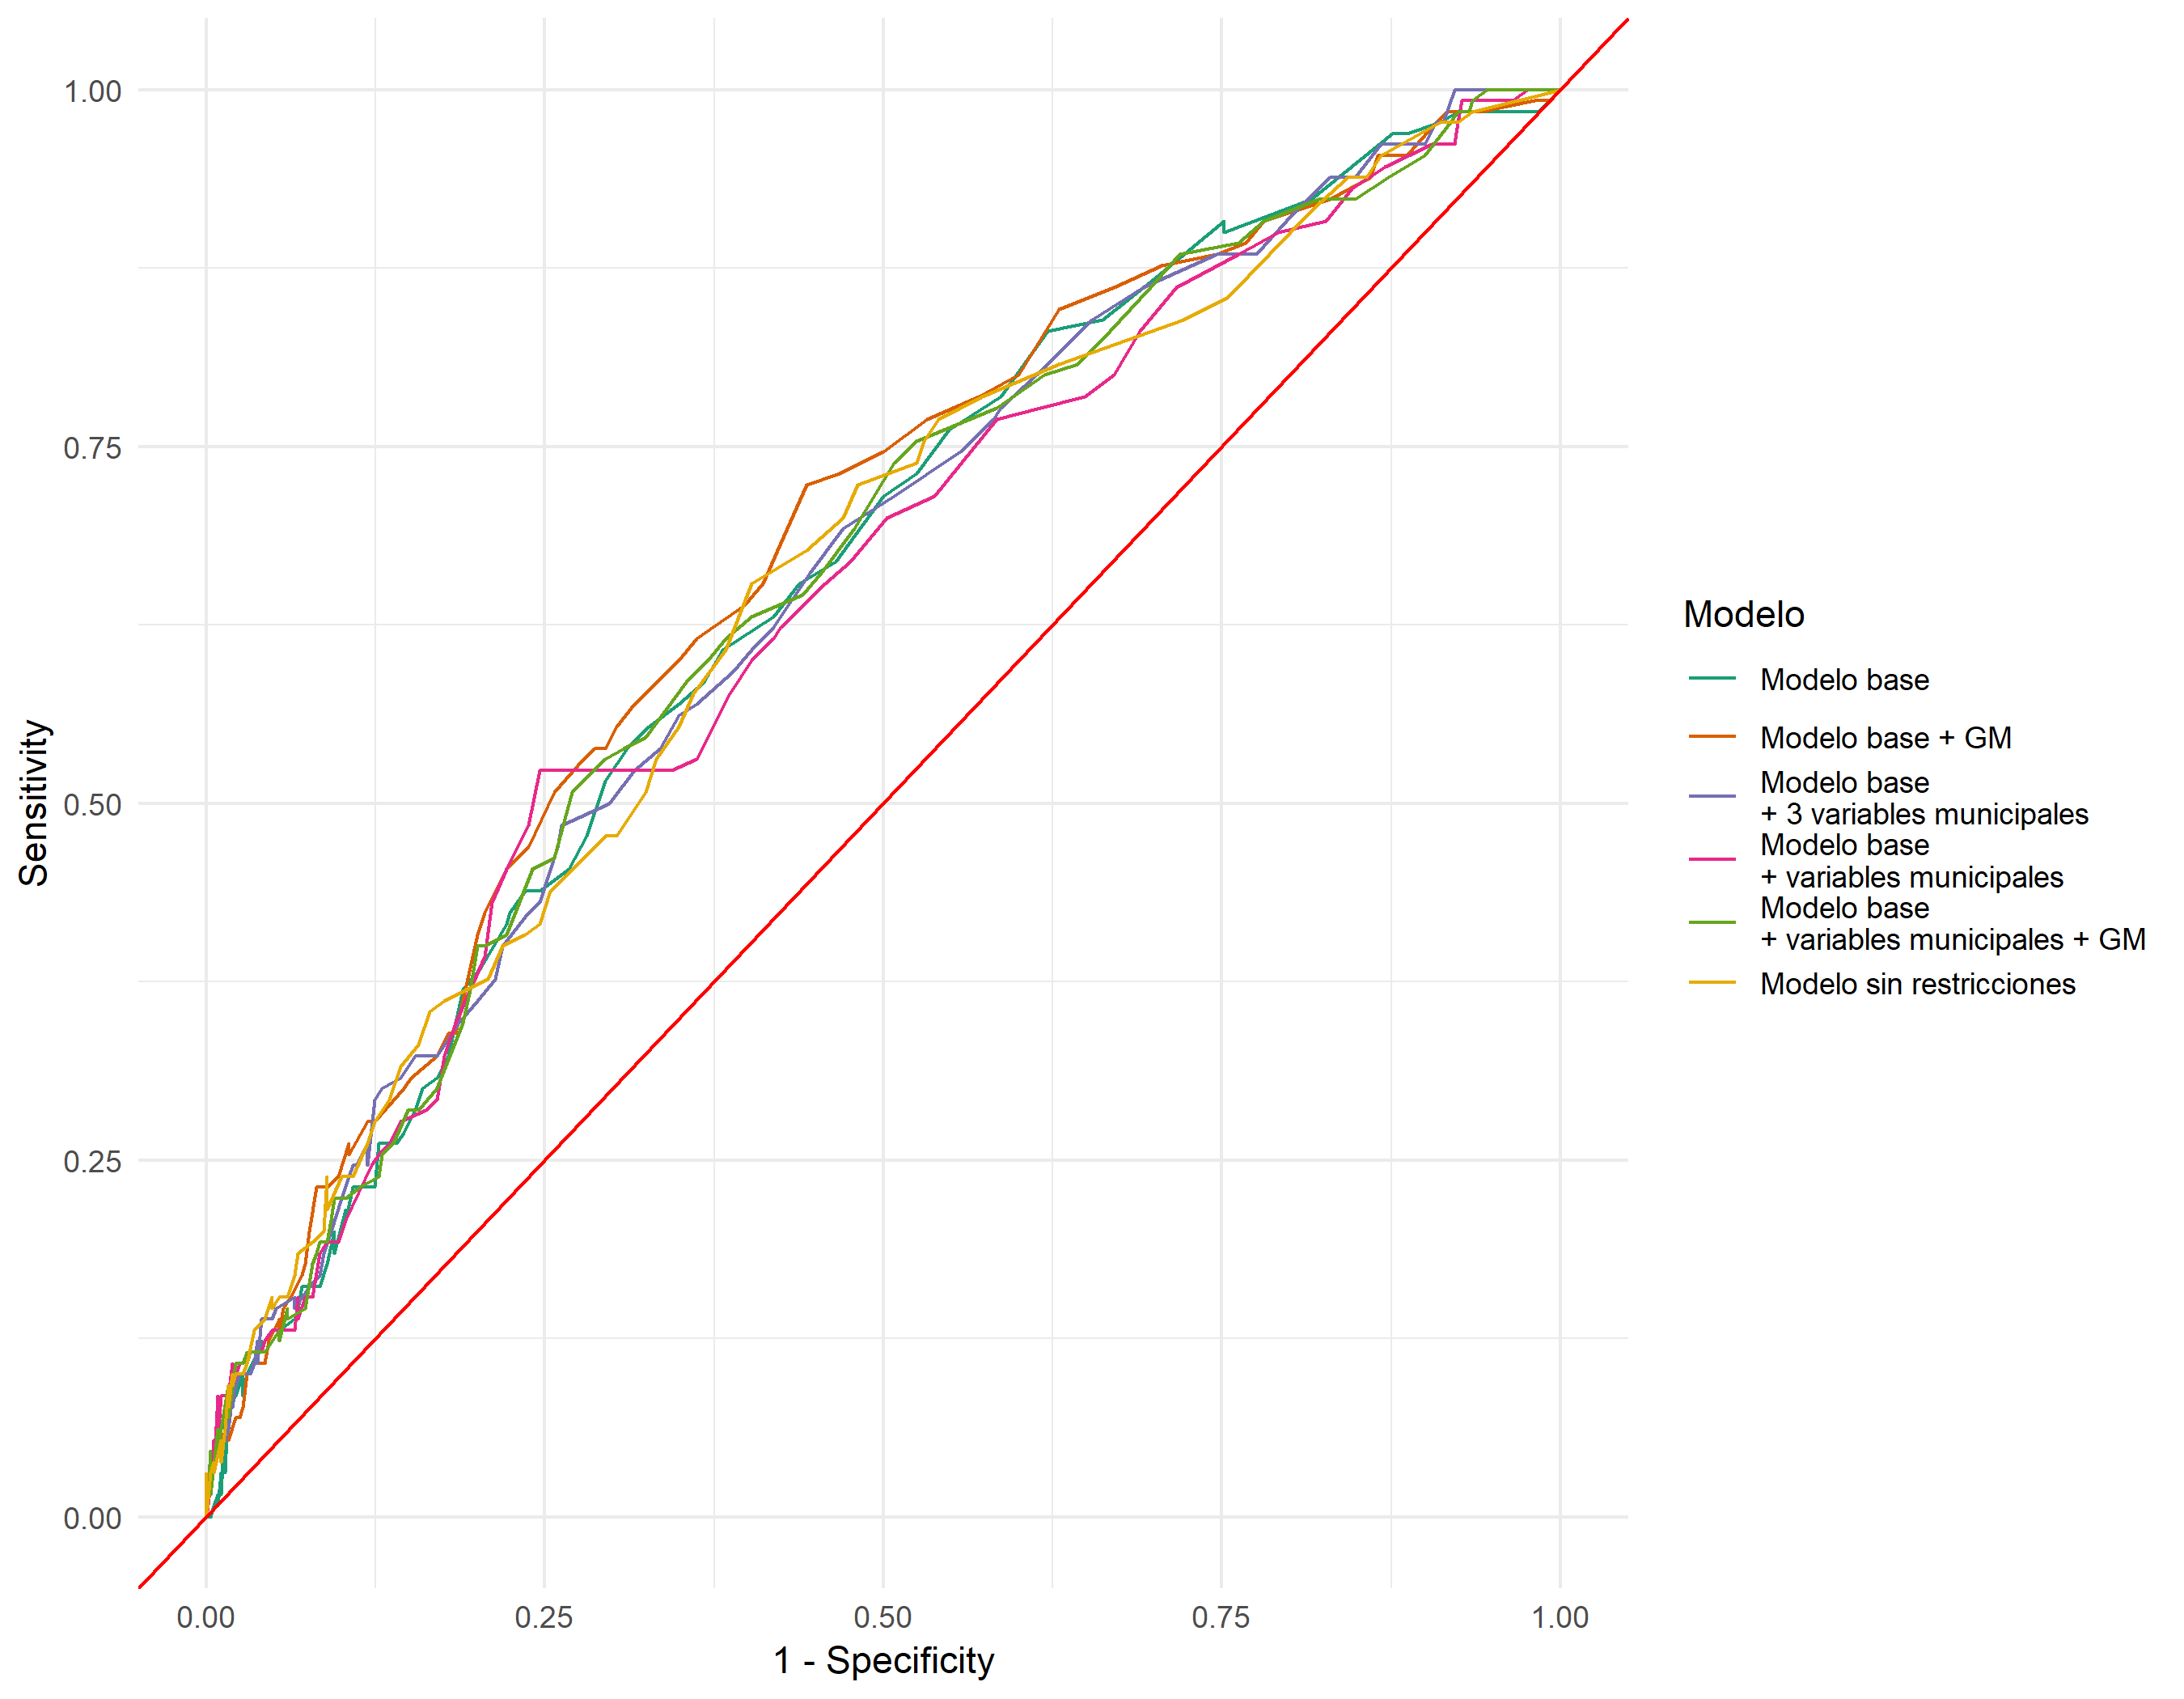 1.00
0.75
0.50
0.25
0.00
Sensitivity
0.00
0.25
0.50
0.75
1.00
1 - Specificity
Modelo
Modelo base
Modelo base + GM
Modelo base
+ 3 variables municipales
Modelo base
+ variables municipales
Modelo base
+ variables municipales + GM
Modelo sin restricciones